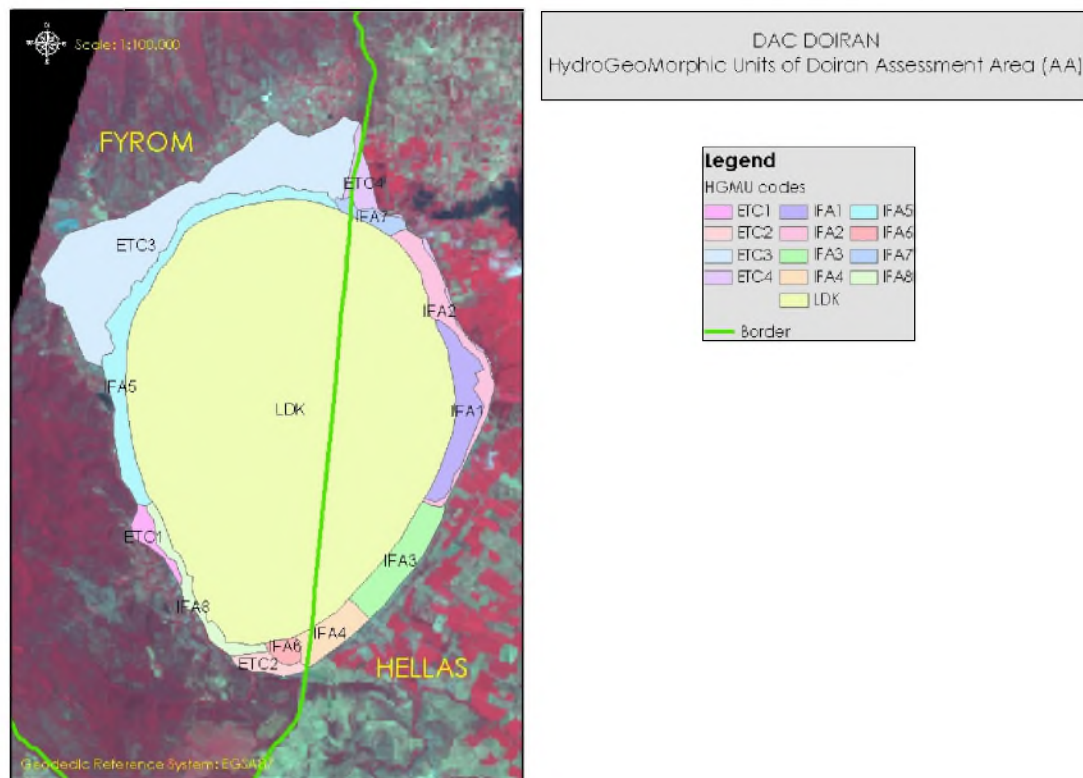 Scale: 1:100,000
FYROM
ETC4
IFA7
ETC3
IFA2
IFA5
LDK
IFA1
ETC1
IFA3
IFA8
IFA4
IFA6
ETC2
HELLAS
Geodedic Reference System: EGSA87
DAC DOIRAN
HydroGeoMorphic Units of Doiran Assessment Area (AA)
Legend
HGMU codes
ETC1 IFA1 IFA5
ETC2 IFA2 IFA6
ETC3 IFA3 IFA7
ETC4 IFA4 IFA8
LDK
Border